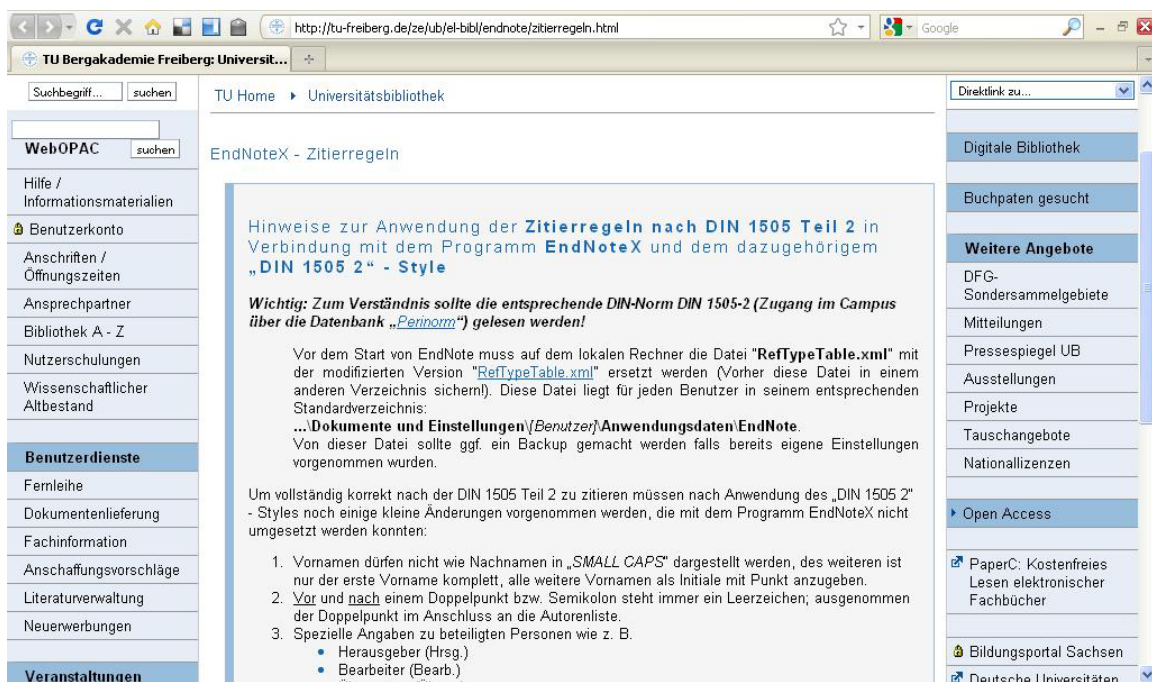 http://tu-freiberg.de/ze/ub/el-bibl/endnote/zitierregeln.html
Google
TU Bergakademie Freiberg: Universit...
Suchbegriff...
suchen
WebOPAC
suchen
Hilfe /
Informationsmaterialien
Benutzerkonto
Anschriften /
Öffnungszeiten
Ansprechpartner
Bibliothek A - Z
Nutzerschulungen
Wissenschaftlicher
Altbestand
Benutzerdienste
Fernleihe
Dokumentenlieferung
Fachinformation
Anschaffungsvorschläge
Literaturverwaltung
Neuerwerbungen
Veranstaltungen
TU Home
Universitätsbibliothek
EndNoteX - Zitierregeln
Hinweise zur Anwendung der Zitierregeln nach DIN 1505 Teil 2 in
Verbindung mit dem Programm EndNoteX und dem dazugehörigem
„DIN 1505 2“ - Style
Wichtig: Zum Verständnis sollte die entsprechende DIN-Norm DIN 1505-2 (Zugang im Campus
über die Datenbank „Perinorm“) gelesen werden!
Vor dem Start von EndNote muss auf dem lokalen Rechner die Datei "RefTypeTable.xml" mit
der modifizierten Version "RefTypeTable.xml" ersetzt werden (Vorher diese Datei in einem
anderen Verzeichnis sichern!). Diese Datei liegt für jeden Benutzer in seinem entsprechenden
Standardverzeichnis:
...\Dokumente und Einstellungen\[Benutzer]\Anwendungsdaten\EndNote.
Von dieser Datei sollte ggf. ein Backup gemacht werden falls bereits eigene Einstellungen
vorgenommen wurden.
Um vollständig korrekt nach der DIN 1505 Teil 2 zu zitieren müssen nach Anwendung des „DIN 1505 2“
- Styles noch einige kleine Änderungen vorgenommen werden, die mit dem Programm EndNoteX nicht
umgesetzt werden konnten:
1. Vornamen dürfen nicht wie Nachnamen in „SMALL CAPS“ dargestellt werden, des weiteren ist
nur der erste Vorname komplett, alle weitere Vornamen als Initiale mit Punkt anzugeben.
2. Vor und nach einem Doppelpunkt bzw. Semikolon steht immer ein Leerzeichen; ausgenommen
der Doppelpunkt im Anschluss an die Autorenliste.
3. Spezielle Angaben zu beteiligten Personen wie z. B.
• Herausgeber (Hrsg.)
• Bearbeiter (Bearb.)
Direktlink zu...
Digitale Bibliothek
Buchpaten gesucht
Weitere Angebote
DFG-
Sondersammelgebiete
Mitteilungen
Pressespiegel UB
Ausstellungen
Projekte
Tauschangebote
Nationallizenzen
Open Access
PaperC: Kostenfreies
Lesen elektronischer
Fachbücher
Bildungsportal Sachsen
Deutsche Universitäten